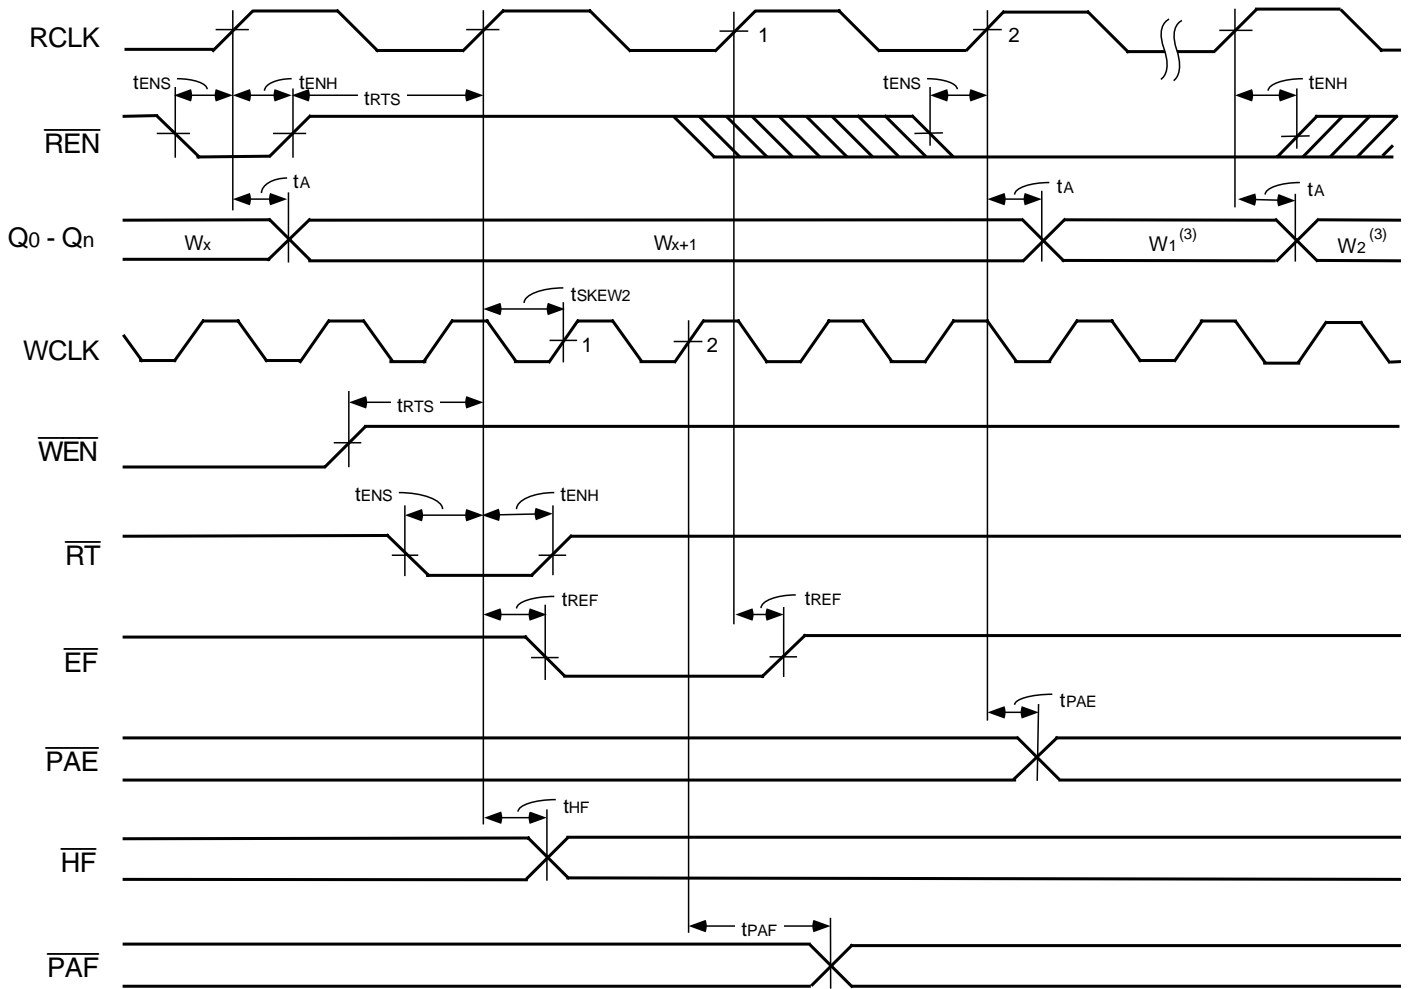 RCLK
1
2
tENS
tENH
tRTS
tENS
tENH
REN
tA
tA
tA
Q0 - Qn
Wx
Wx+1
W1(3)
W2(3)
tSKEW2
WCLK
1
2
tRTS
WEN
tENS
tENH
RT
tREF
tREF
EF
tPAE
PAE
tHF
HF
tPAF
PAF